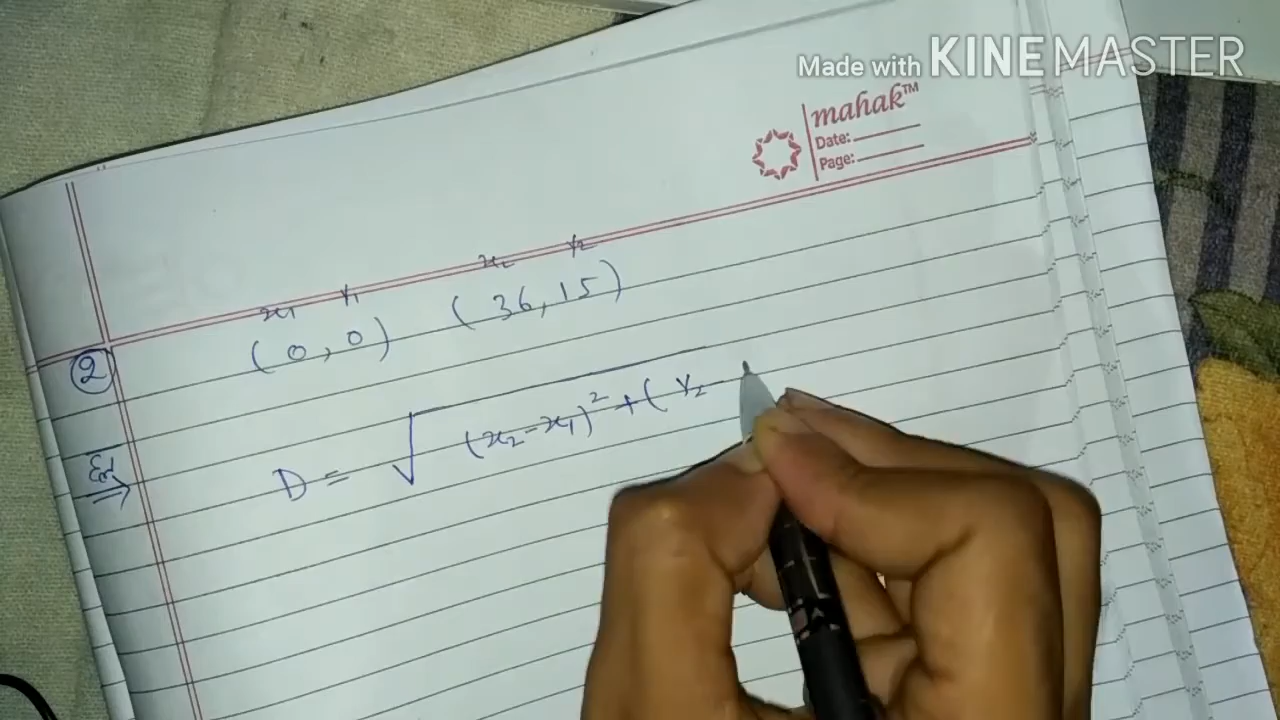 Made with KINEMASTER
mahak™
Date:
Page:
x₁ y₁ x₂ y₂
② (0, 0) (36, 15)
D = √(x₂-x₁)² + (y₂-